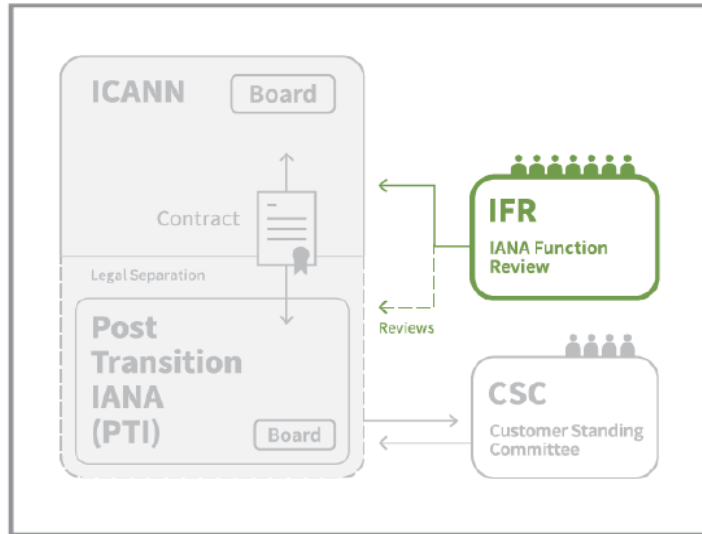 ICANN
Board
Contract
Legal Separation
Post
Transition
IANA
(PTI)
Board
IFR
IANA Function
Review
Reviews
CSC
Customer Standing
Committee